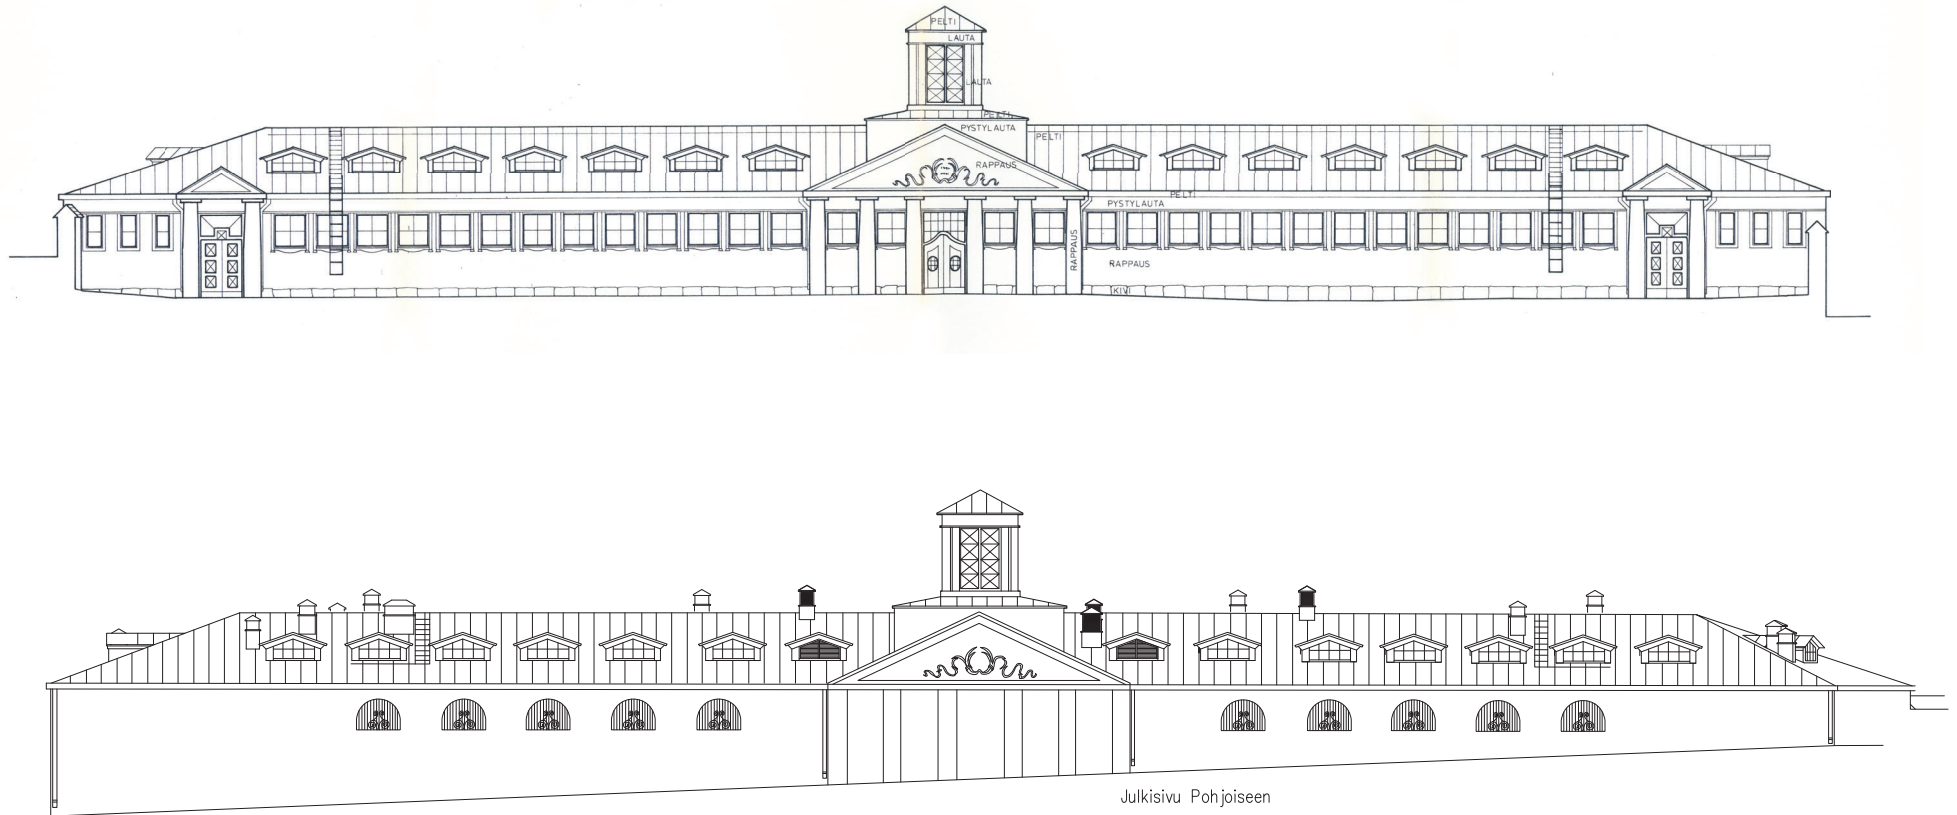 PELTI
LAUTA
LAUTA
PELTI
PYSTYLAUTA
PELTI
RAPPAUS
PELTI
PYSTYLAUTA
RAPPAUS
RAPPAUS
KIVI
Julkisivu Pohjoiseen